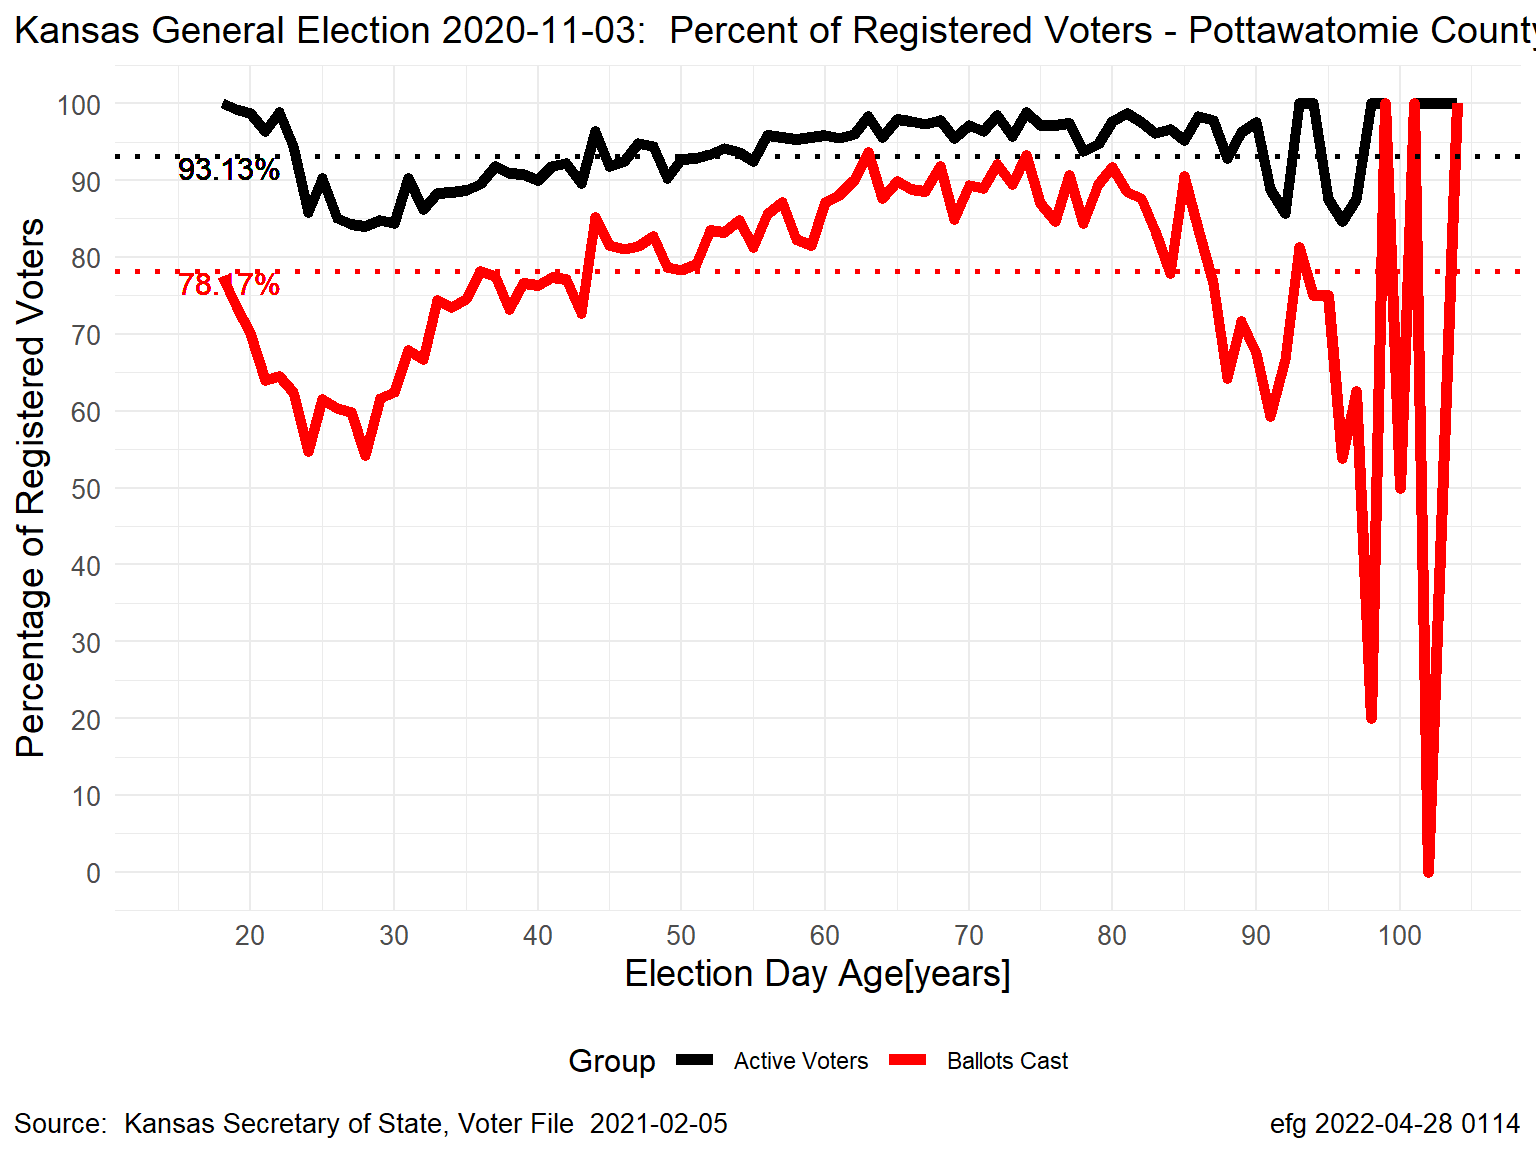 Kansas General Election 2020-11-03:  Percent of Registered Voters - Pottawatomie County
Percentage of Registered Voters
100
90
80
70
60
50
40
30
20
10
0
93.13%
78.17%
20 30 40 50 60 70 80 90 100
Election Day Age[years]
Group Active Voters Ballots Cast
Source:  Kansas Secretary of State, Voter File  2021-02-05
efg 2022-04-28 0114